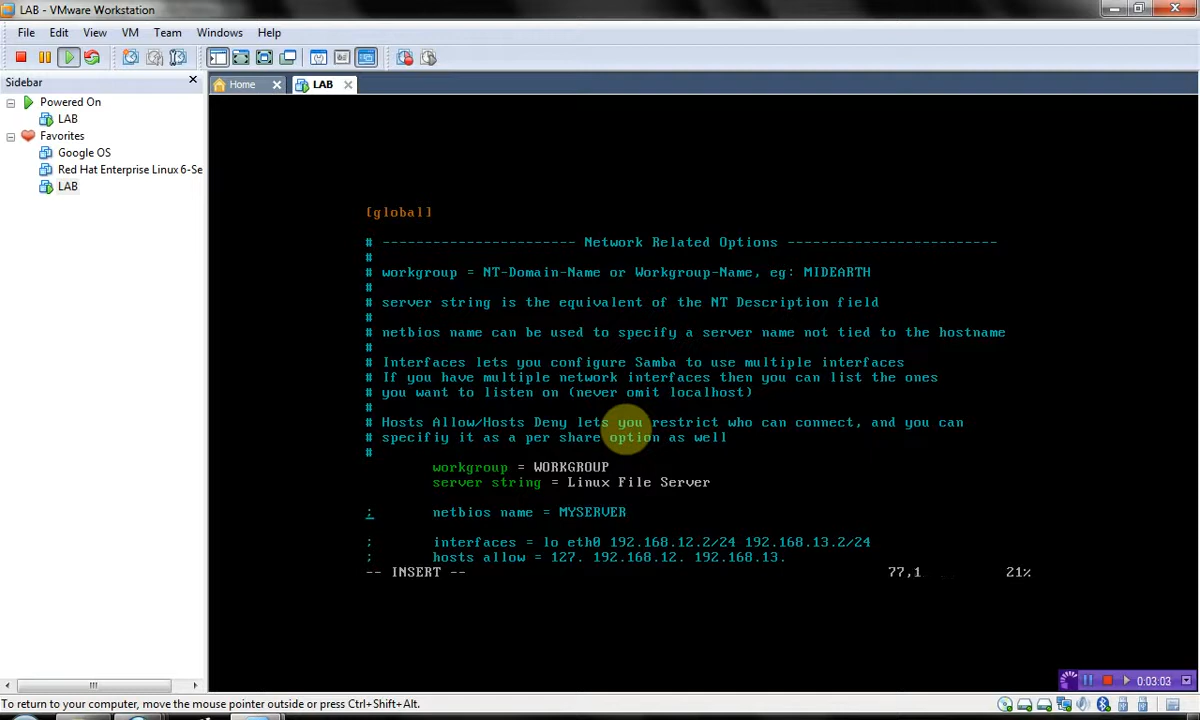 LAB - VMware Workstation
File Edit View VM Team Windows Help
Sidebar
Home
LAB
Powered On
LAB
Favorites
Google OS
Red Hat Enterprise Linux 6-Se
LAB
[global]
# ----------------------- Network Related Options -------------------------
#
# workgroup = NT-Domain-Name or Workgroup-Name, eg: MIDEARTH
#
# server string is the equivalent of the NT Description field
#
# netbios name can be used to specify a server name not tied to the hostname
#
# Interfaces lets you configure Samba to use multiple interfaces
# If you have multiple network interfaces then you can list the ones
# you want to listen on (never omit localhost)
#
# Hosts Allow/Hosts Deny lets you restrict who can connect, and you can
# specifiy it as a per share option as well
#
workgroup = WORKGROUP
server string = Linux File Server
; netbios name = MYSERVER
; interfaces = lo eth0 192.168.12.2/24 192.168.13.2/24
; hosts allow = 127. 192.168.12. 192.168.13.
-- INSERT -- 77,1 21%
0:03:03
To return to your computer, move the mouse pointer outside or press Ctrl+Shift+Alt.